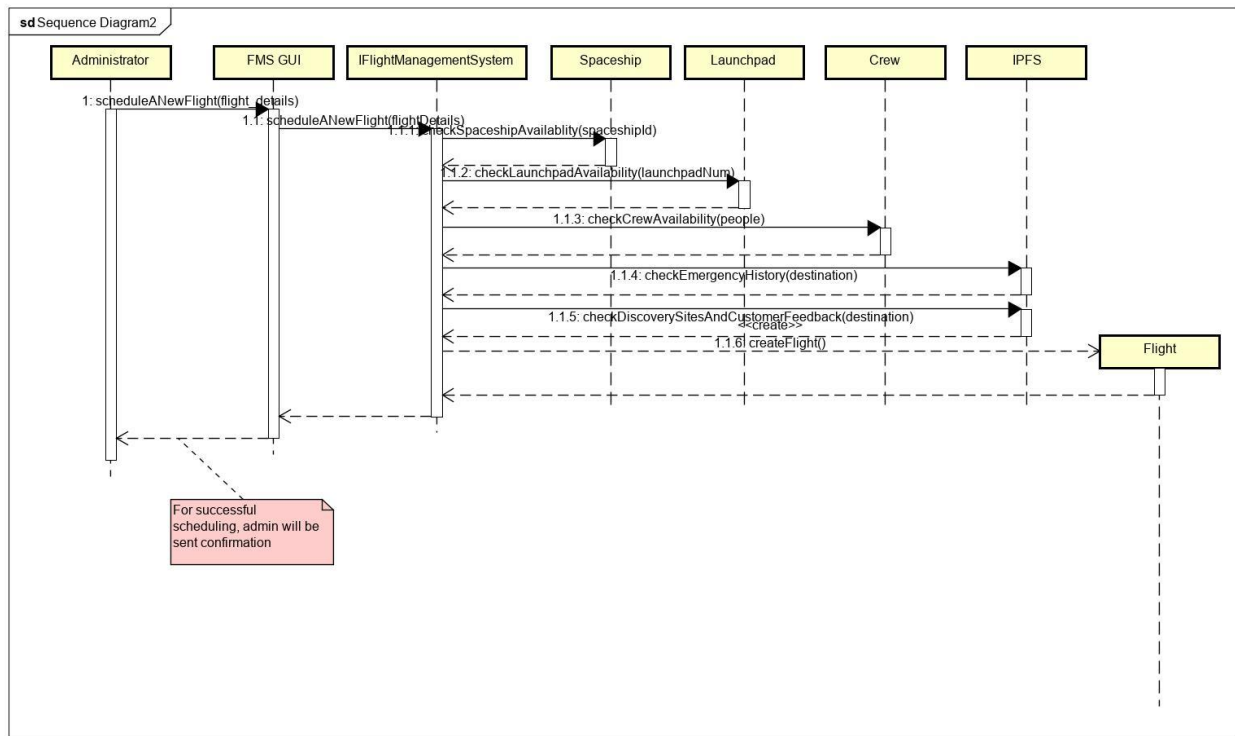 sd Sequence Diagram2
Administrator
FMS GUI
IFlightManagementSystem
Spaceship
Launchpad
Crew
IPFS
1: scheduleANewFlight(flight_details)
1.1: scheduleANewFlight(flightDetails)
1.1.1: checkSpaceshipAvailablity(spaceshipId)
1.1.2: checkLaunchpadAvailability(launchpadNum)
1.1.3: checkCrewAvailability(people)
1.1.4: checkEmergencyHistory(destination)
1.1.5: checkDiscoverySitesAndCustomerFeedback(destination)
<<create>>
1.1.6: createFlight()
Flight
For successful
scheduling, admin will be
sent confirmation